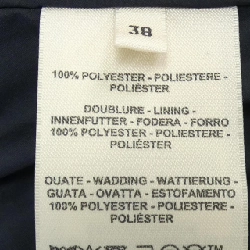 38
100% POLYESTER - POLIESTERE -
POLIÉSTER
DOUBLURE - LINING -
INNENFUTTER - FODERA - FORRO
100% POLYESTER - POLIESTERE -
POLIÉSTER
OUATE - WADDING - WATTIERUNG -
GUATA - OVATTA - ESTOFAMENTO
100% POLYESTER - POLIESTERE -
POLIÉSTER